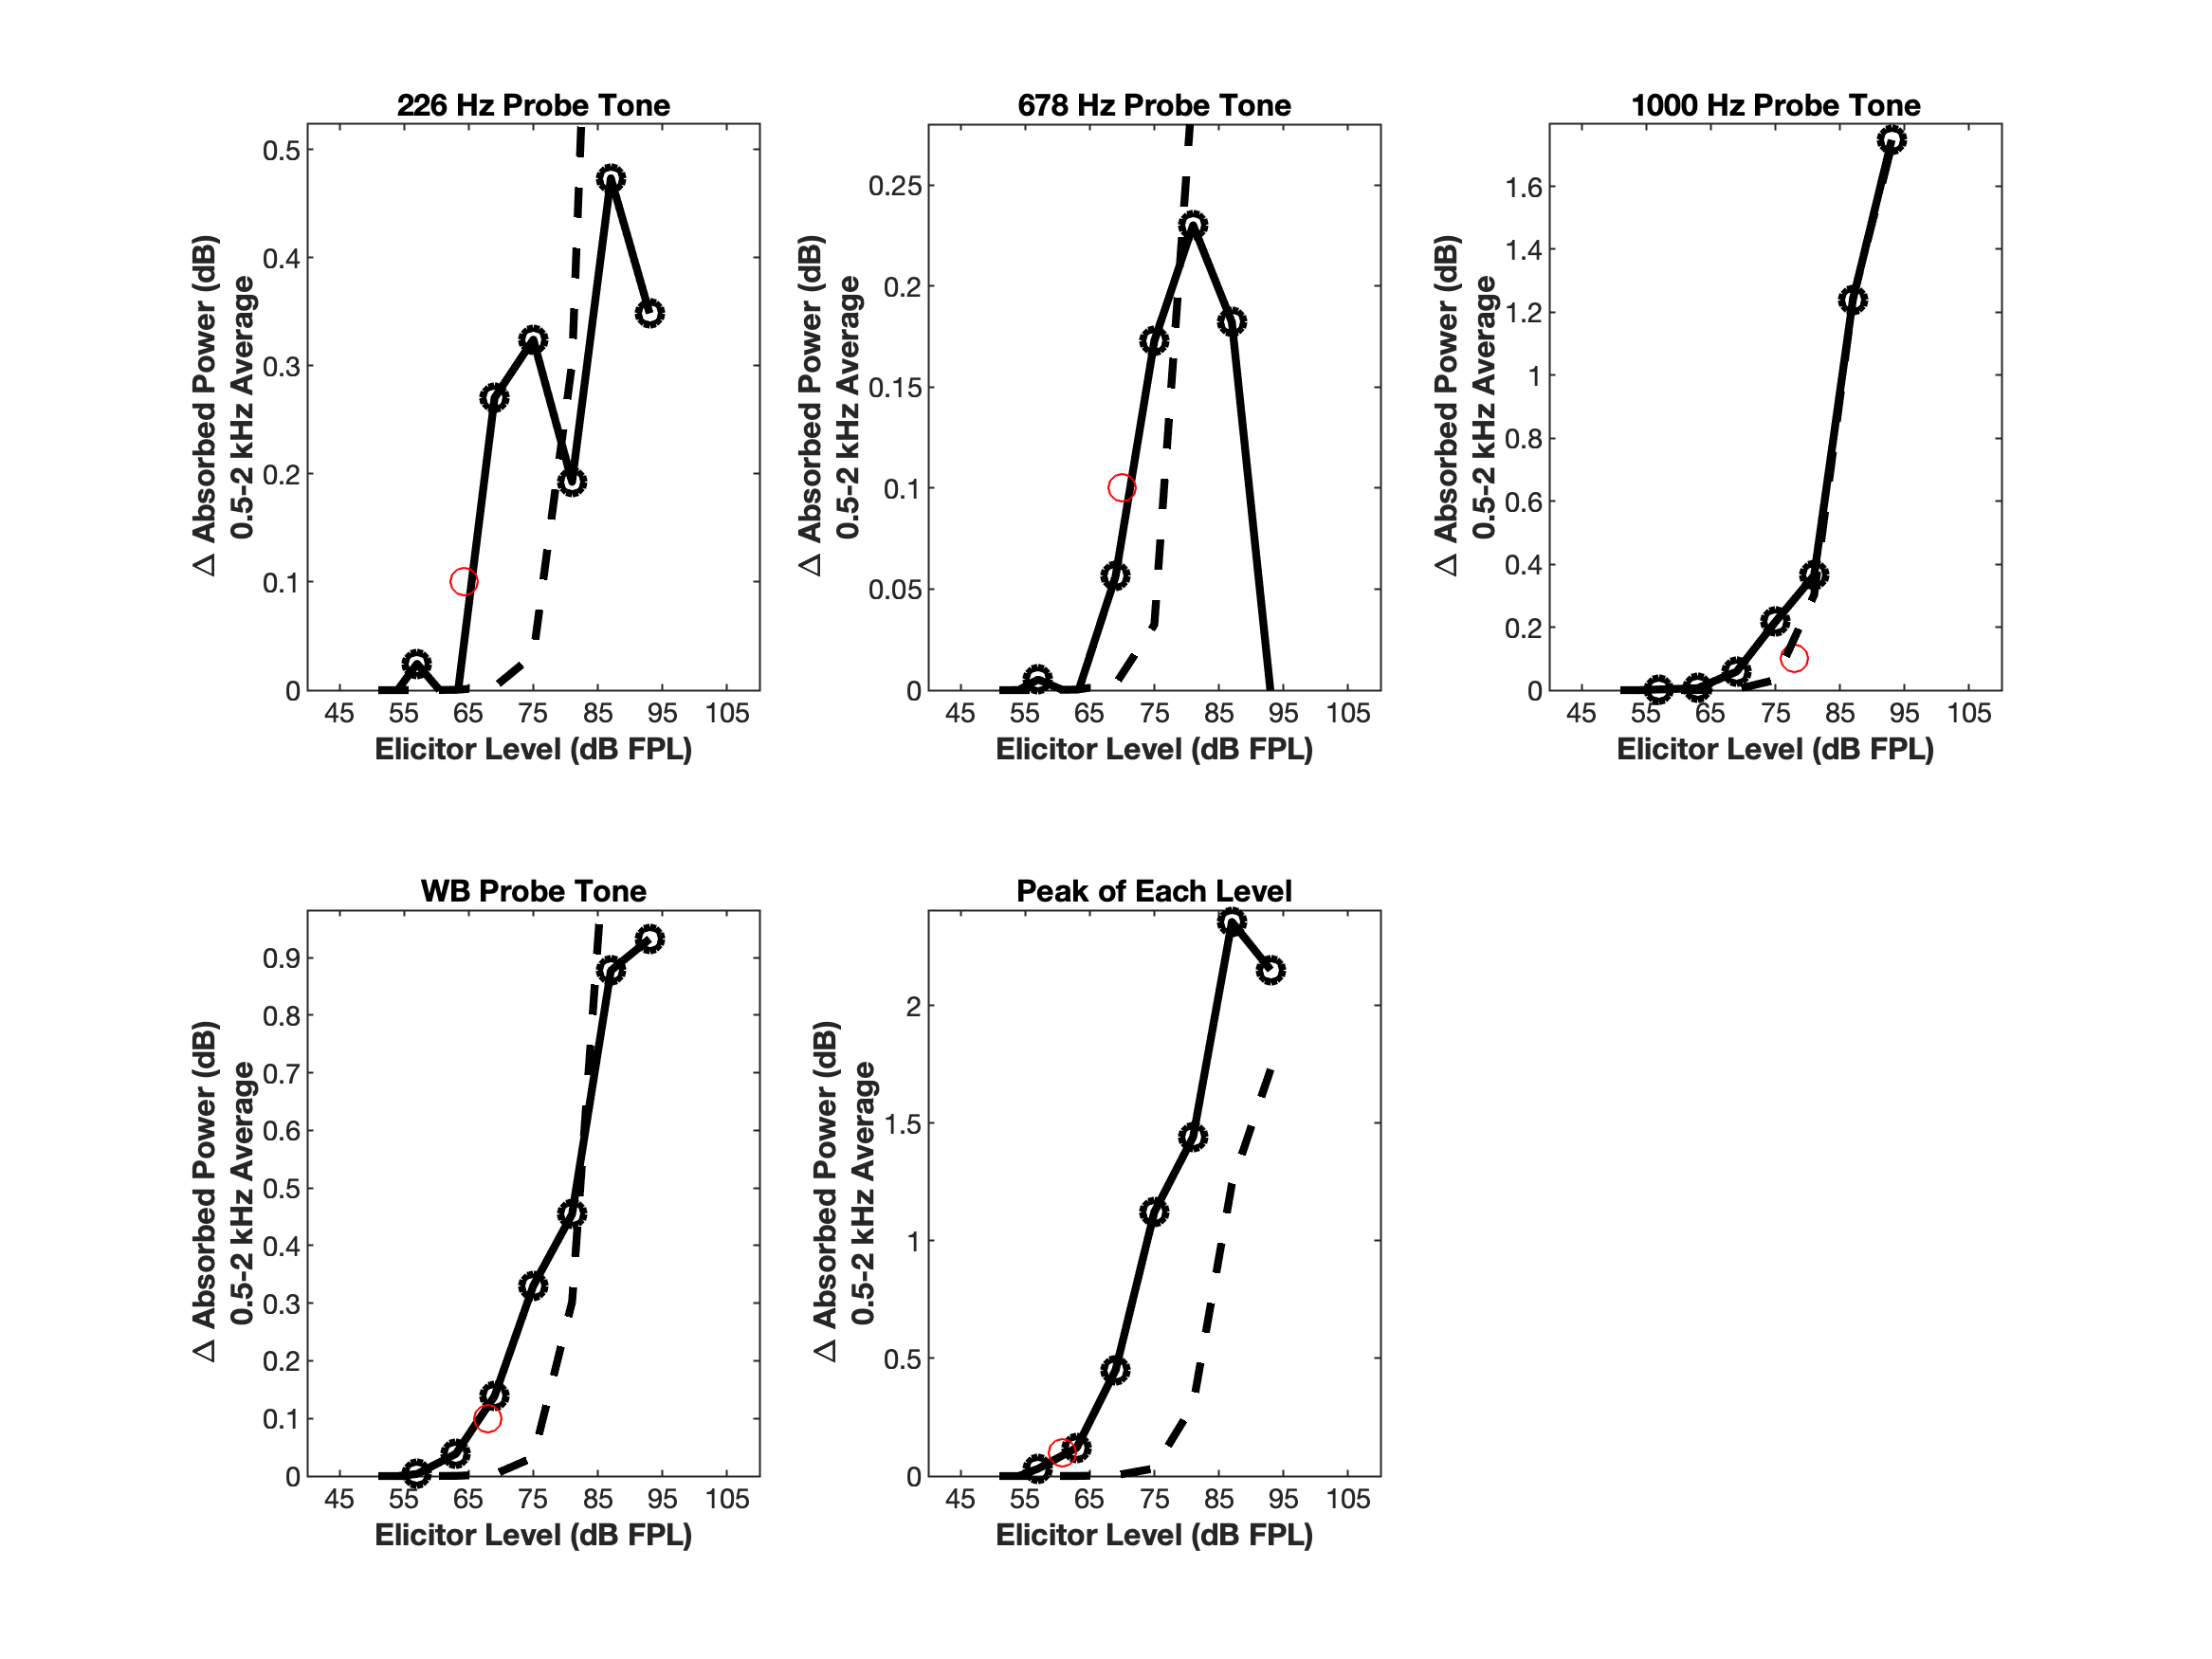 226 Hz Probe Tone
0.5
0.4
0.3
0.2
0.1
0
45 55 65 75 85 95 105
Δ Absorbed Power (dB)
0.5-2 kHz Average
Elicitor Level (dB FPL)
678 Hz Probe Tone
0.25
0.2
0.15
0.1
0.05
0
45 55 65 75 85 95 105
Δ Absorbed Power (dB)
0.5-2 kHz Average
Elicitor Level (dB FPL)
1000 Hz Probe Tone
1.6
1.4
1.2
1
0.8
0.6
0.4
0.2
0
45 55 65 75 85 95 105
Δ Absorbed Power (dB)
0.5-2 kHz Average
Elicitor Level (dB FPL)
WB Probe Tone
0.9
0.8
0.7
0.6
0.5
0.4
0.3
0.2
0.1
0
45 55 65 75 85 95 105
Δ Absorbed Power (dB)
0.5-2 kHz Average
Elicitor Level (dB FPL)
Peak of Each Level
2
1.5
1
0.5
0
45 55 65 75 85 95 105
Δ Absorbed Power (dB)
0.5-2 kHz Average
Elicitor Level (dB FPL)